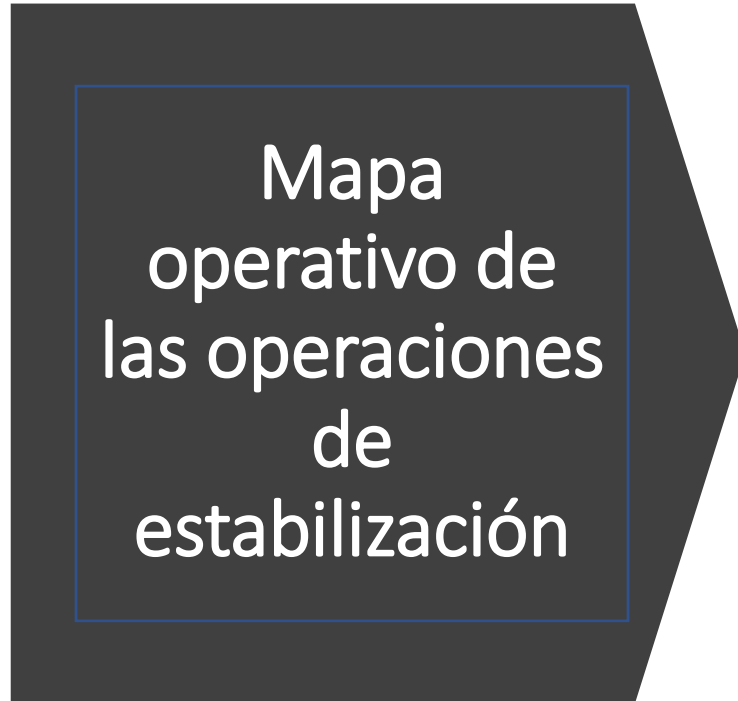 Mapa
operativo de
las operaciones
de
estabilización